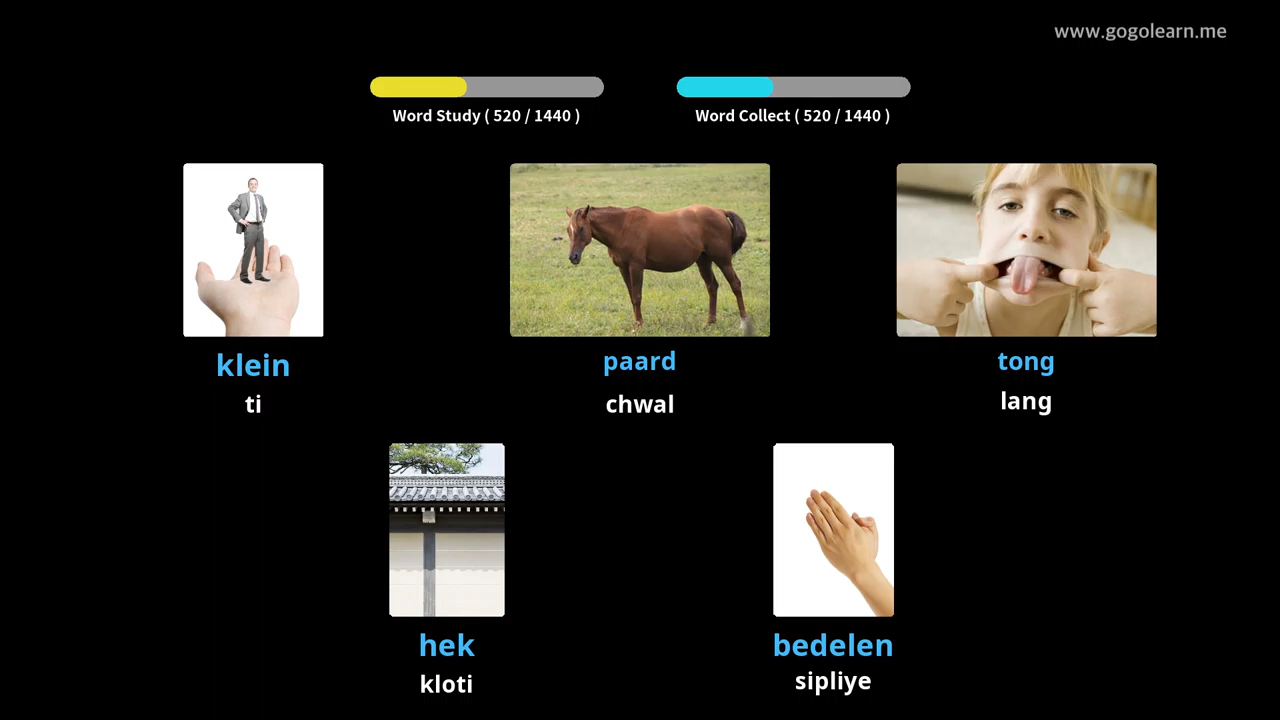 www.gogolearn.me
Word Study ( 520 / 1440 )
Word Collect ( 520 / 1440 )
klein
ti
paard
chwal
tong
lang
hek
kloti
bedelen
sipliye